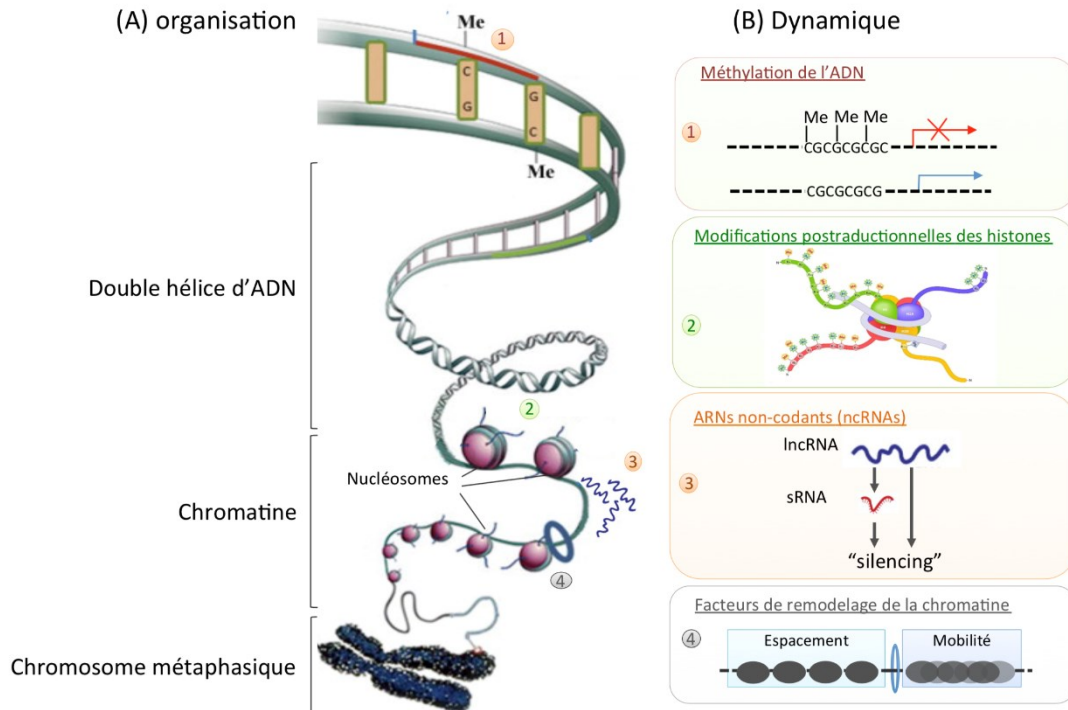 (A) organisation
Me
1
C
G
G
C
Me
Double hélice d’ADN
2
Nucléosomes
3
Chromatine
4
Chromosome métaphasique
(B) Dynamique
Méthylation de l’ADN
1
Me Me Me
CGCGCGCGC
CGCGCGCG
Modifications postraductionnelles des histones
2
ARNs non-codants (ncRNAs)
lncRNA
3
sRNA
“silencing”
Facteurs de remodelage de la chromatine
4
Espacement
Mobilité